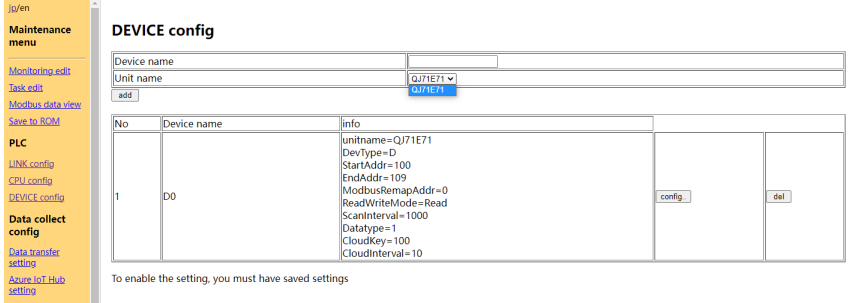 jp/en
Maintenance
menu
Monitoring edit
Task edit
Modbus data view
Save to ROM
PLC
LINK config
CPU config
DEVICE config
Data collect
config
Data transfer
setting
Azure IoT Hub
setting
DEVICE config
Device name
Unit name
QJ71E71
QJ71E71
add
No Device name info
1 D0
unitname=QJ71E71
DevType=D
StartAddr=100
EndAddr=109
ModbusRemapAddr=0
ReadWriteMode=Read
ScanInterval=1000
Datatype=1
CloudKey=100
CloudInterval=10
config.. del
To enable the setting, you must have saved settings